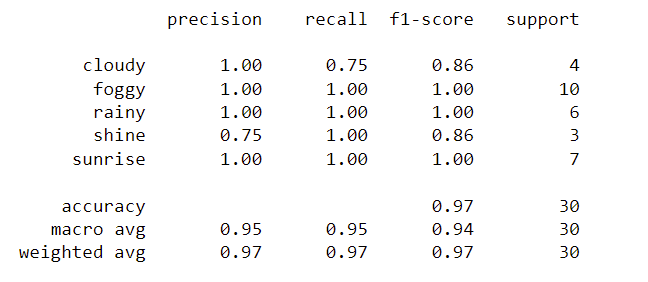 precision recall f1-score support
cloudy 1.00 0.75 0.86 4
foggy 1.00 1.00 1.00 10
rainy 1.00 1.00 1.00 6
shine 0.75 1.00 0.86 3
sunrise 1.00 1.00 1.00 7
accuracy 0.97 30
macro avg 0.95 0.95 0.94 30
weighted avg 0.97 0.97 0.97 30